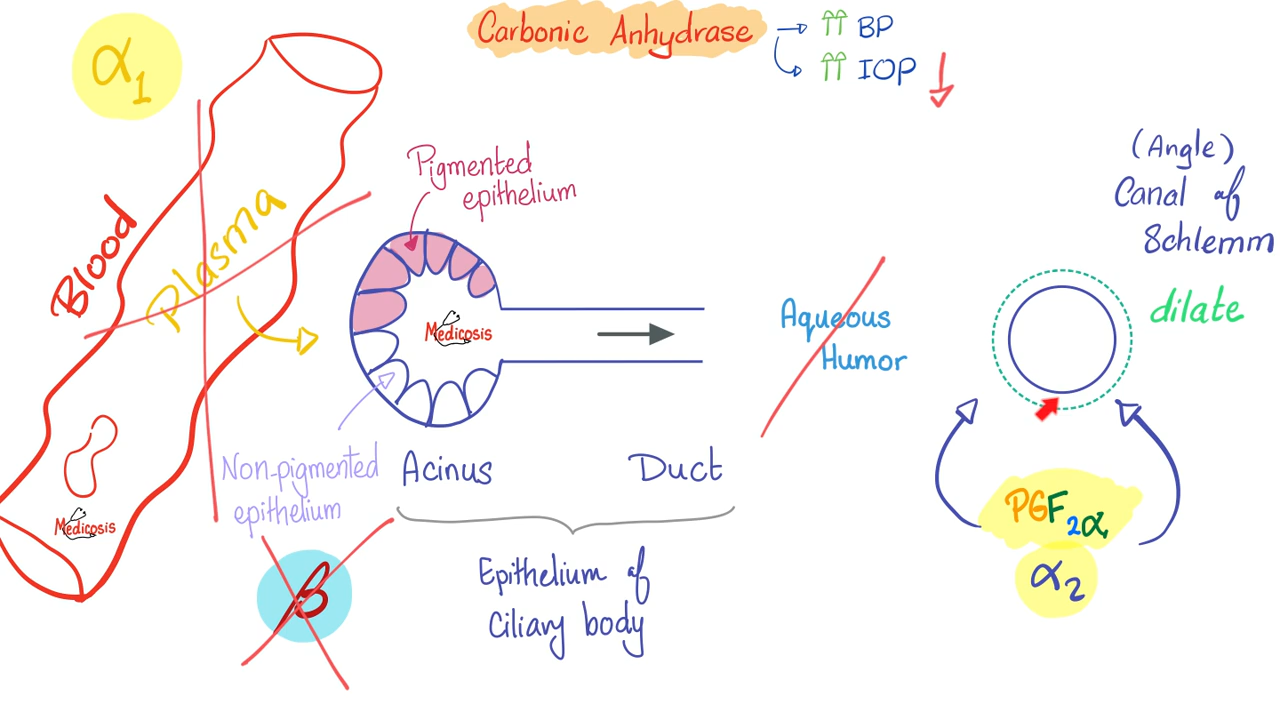 α1
Carbonic Anhydrase
↑↑ BP
↑↑ IOP ↓
(Angle)
Canal of
Schlemm
Pigmented
epithelium
Blood
Plasma
Medicosis
Aqueous
Humor
dilate
Non-pigmented
epithelium
Acinus
Duct
Medicosis
PGF2α
α2
β
Epithelium of
Ciliary body